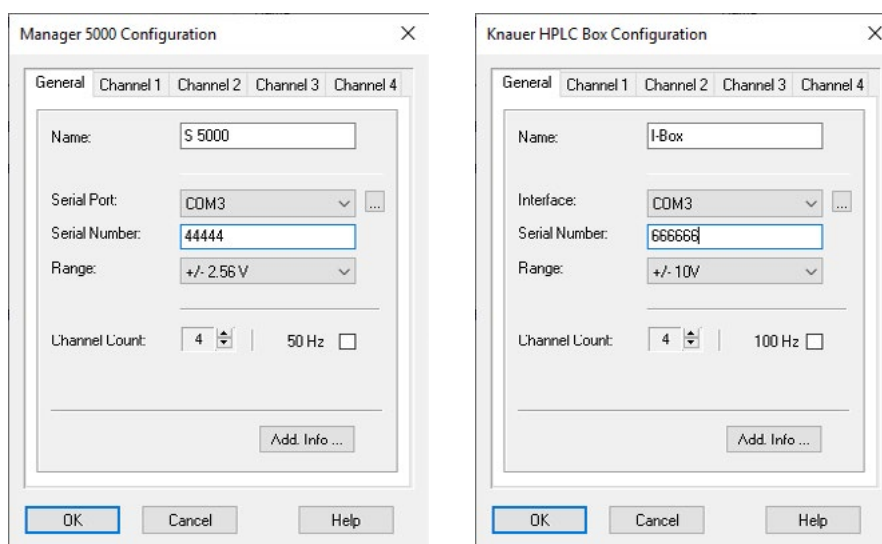 Manager 5000 Configuration
General Channel 1 Channel 2 Channel 3 Channel 4
Name: S 5000
Serial Port: COM3 ...
Serial Number: 44444
Range: +/- 2.56 V
Channel Count: 4 50 Hz
Add. Info ...
OK Cancel Help
Knauer HPLC Box Configuration
General Channel 1 Channel 2 Channel 3 Channel 4
Name: I-Box
Interface: COM3 ...
Serial Number: 666666
Range: +/- 10V
Channel Count: 4 100 Hz
Add. Info ...
OK Cancel Help